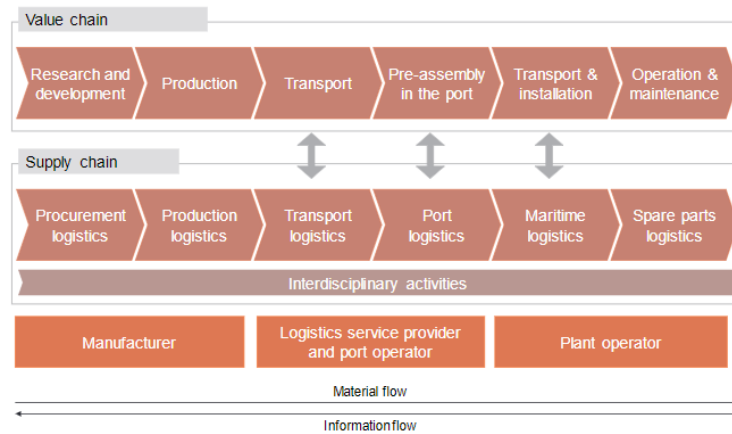 Value chain
Research and
development
Production
Transport
Pre-assembly
in the port
Transport &
installation
Operation &
maintenance
Supply chain
Procurement
logistics
Production
logistics
Transport
logistics
Port
logistics
Maritime
logistics
Spare parts
logistics
Interdisciplinary activities
Manufacturer
Logistics service provider
and port operator
Plant operator
Material flow
Information flow